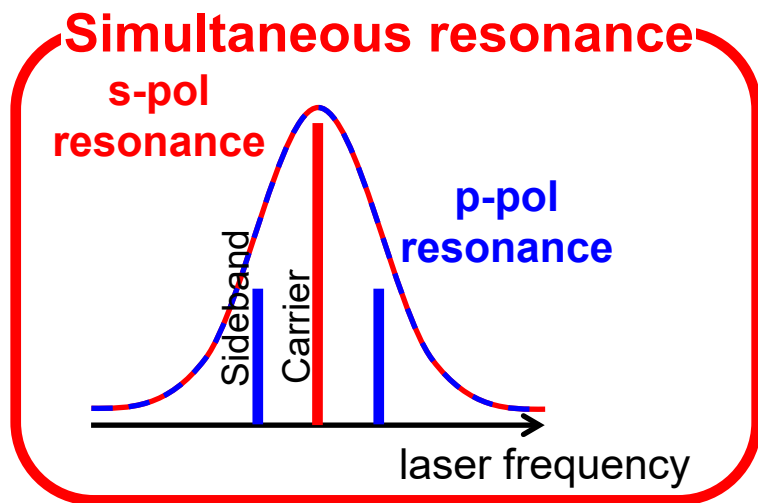 Simultaneous resonance
s-pol
resonance
p-pol
resonance
Sideband
Carrier
laser frequency